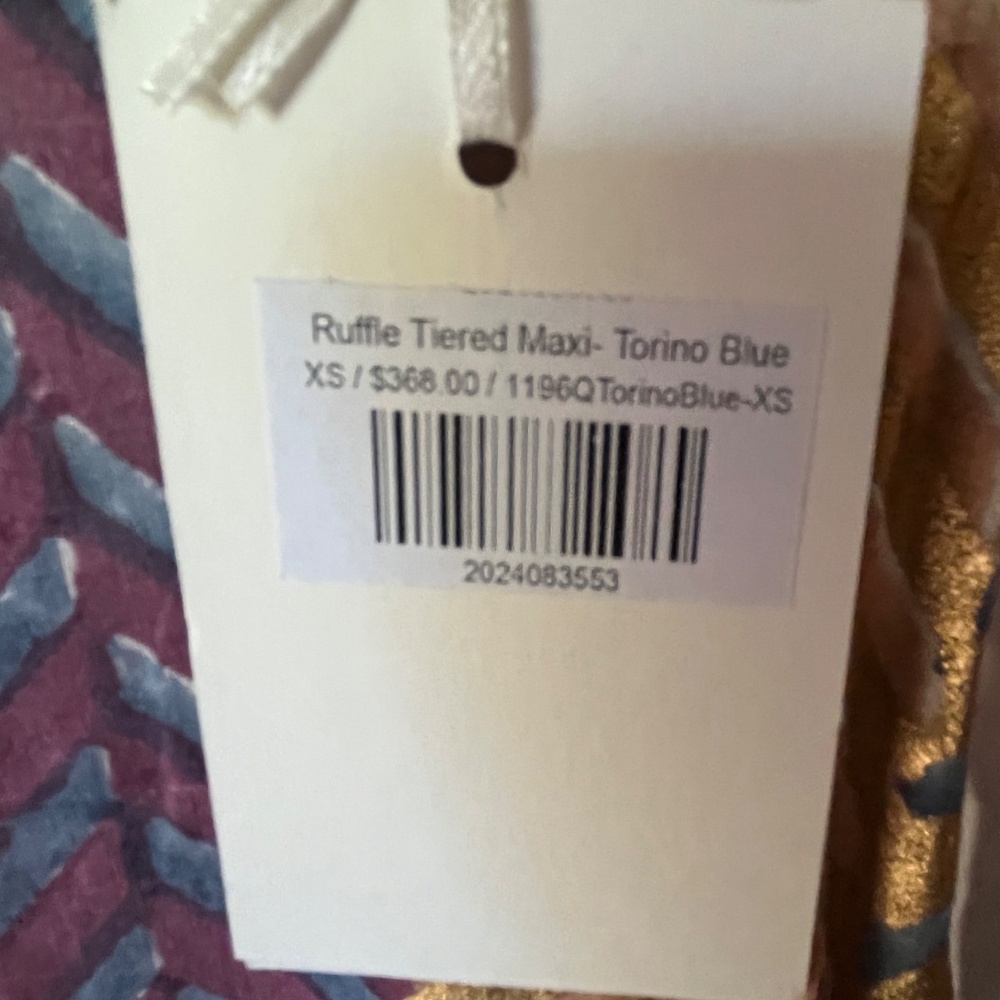 Ruffle Tiered Maxi- Torino Blue
XS / $368.00 / 1196QTorinoBlue-XS
2024083553